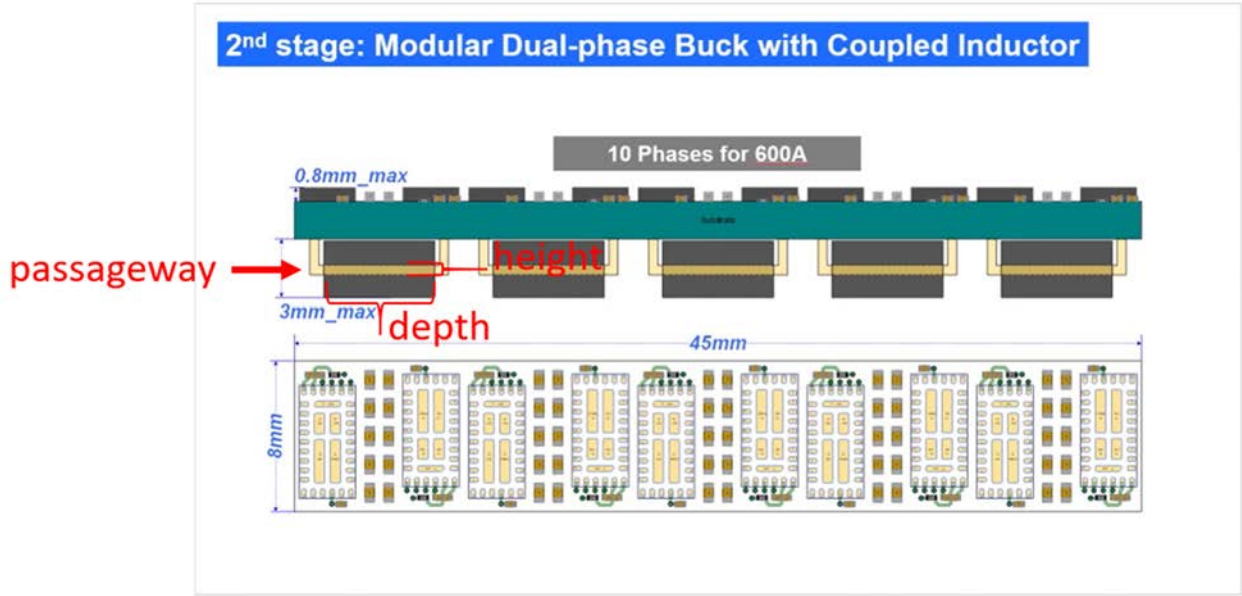 2nd stage: Modular Dual-phase Buck with Coupled Inductor
10 Phases for 600A
0.8mm_max
passageway
height
3mm_max
depth
45mm
8mm